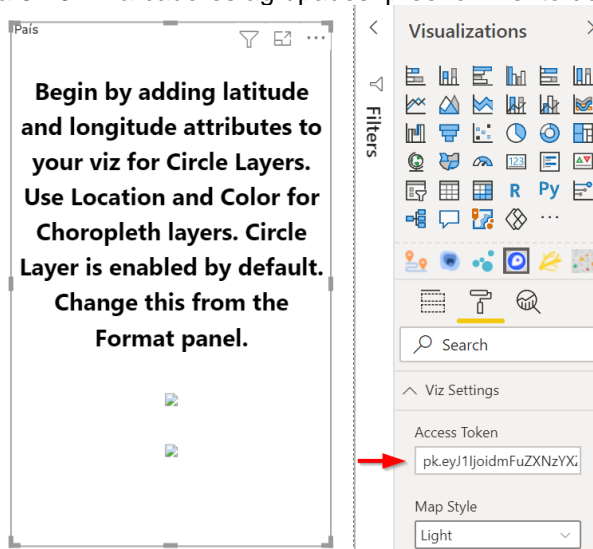 País
Begin by adding latitude
and longitude attributes to
your viz for Circle Layers.
Use Location and Color for
Choropleth layers. Circle
Layer is enabled by default.
Change this from the
Format panel.
Filters
Visualizations
123
R
Py
Search
Viz Settings
Access Token
pk.eyJ1IjoidmFuZXNzYX
Map Style
Light